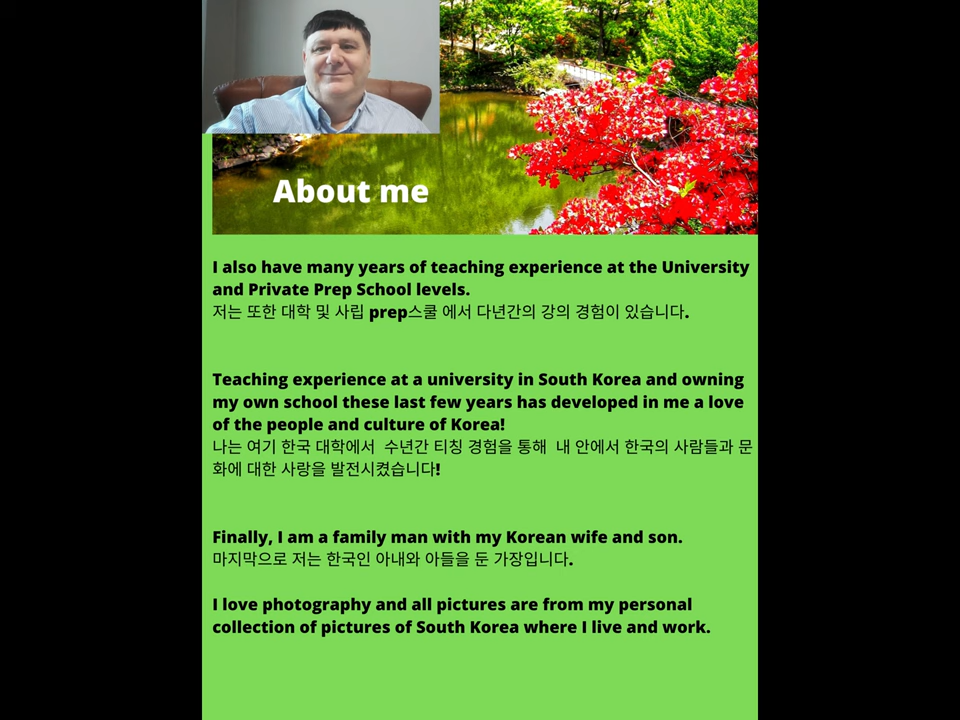 About me
I also have many years of teaching experience at the University
and Private Prep School levels.
저는 또한 대학 및 사립 prep스쿨 에서 다년간의 강의 경험이 있습니다.
Teaching experience at a university in South Korea and owning
my own school these last few years has developed in me a love
of the people and culture of Korea!
나는 여기 한국 대학에서 수년간 티칭 경험을 통해 내 안에서 한국의 사람들과 문
화에 대한 사랑을 발전시켰습니다!
Finally, I am a family man with my Korean wife and son.
마지막으로 저는 한국인 아내와 아들을 둔 가장입니다.
I love photography and all pictures are from my personal
collection of pictures of South Korea where I live and work.